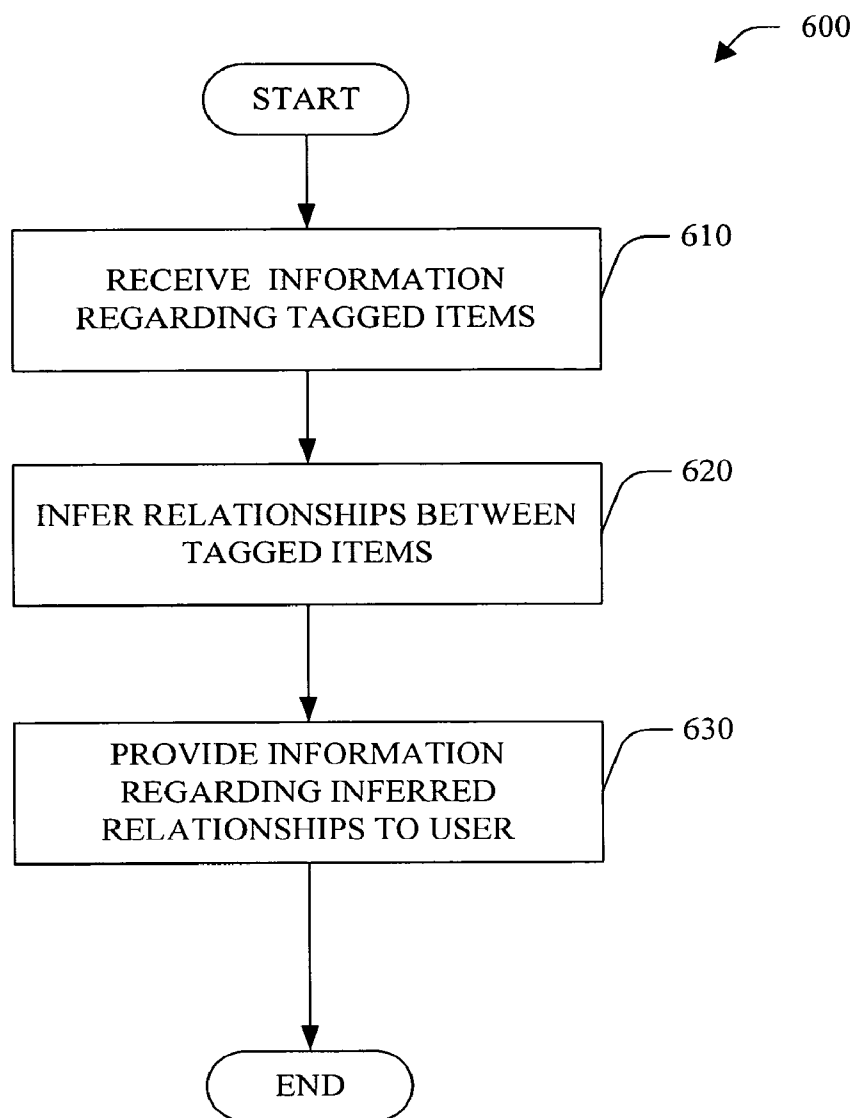 600
START
RECEIVE INFORMATION
REGARDING TAGGED ITEMS
610
INFER RELATIONSHIPS BETWEEN
TAGGED ITEMS
620
PROVIDE INFORMATION
REGARDING INFERRED
RELATIONSHIPS TO USER
630
END